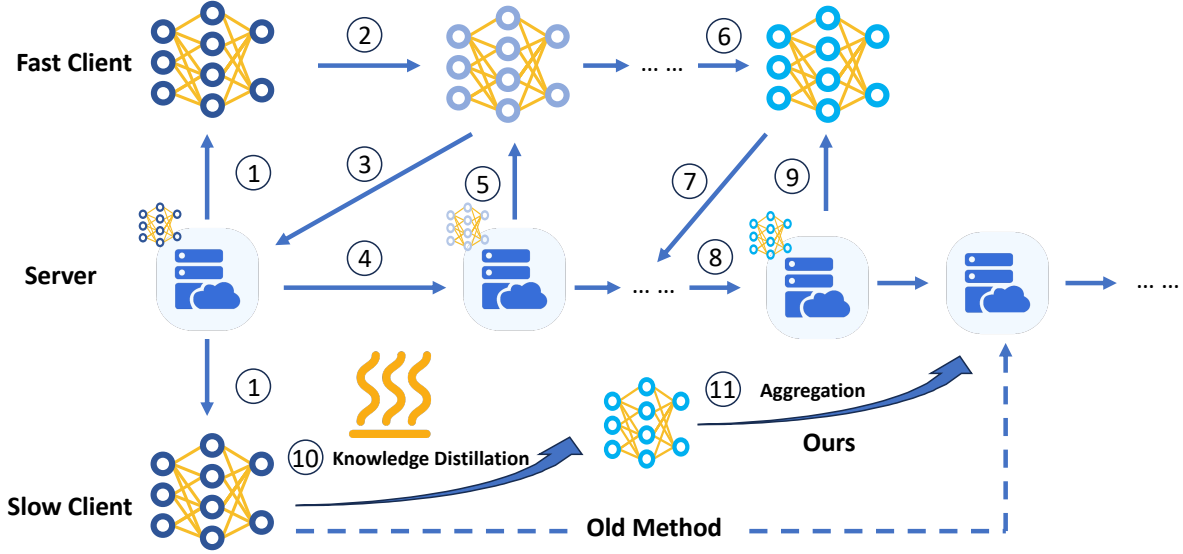 ② ⑥
Fast Client
... ...
① ③ ⑤ ⑦ ⑨
④ ⑧
Server
... ... ... ...
①
⑪ Aggregation
⑩ Knowledge Distillation
Ours
Slow Client
Old Method